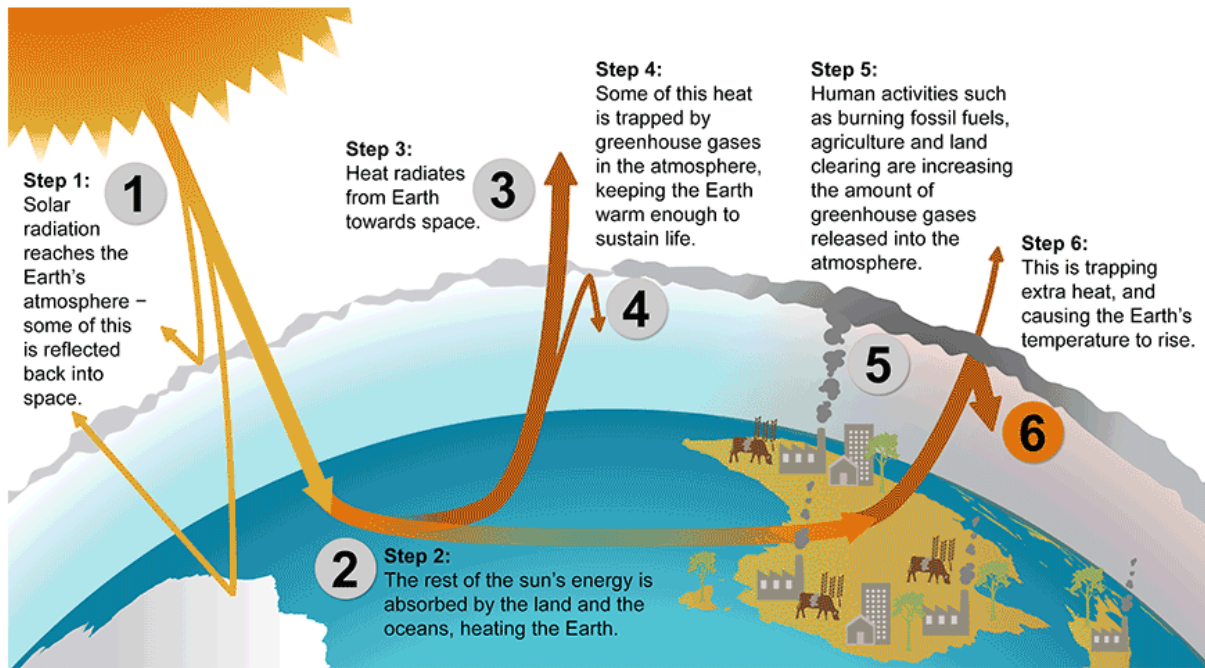 Step 1:
Solar
radiation
reaches the
Earth's
atmosphere –
some of this
is reflected
back into
space.
1
2
Step 2:
The rest of the sun's energy is
absorbed by the land and the
oceans, heating the Earth.
Step 3:
Heat radiates
from Earth
towards space.
3
Step 4:
Some of this heat
is trapped by
greenhouse gases
in the atmosphere,
keeping the Earth
warm enough to
sustain life.
4
Step 5:
Human activities such
as burning fossil fuels,
agriculture and land
clearing are increasing
the amount of
greenhouse gases
released into the
atmosphere.
5
Step 6:
This is trapping
extra heat, and
causing the Earth's
temperature to rise.
6